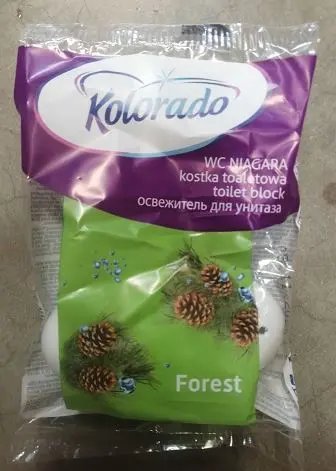 Kolorado
WC NIAGARA
kostka toaletowa
toilet block
освежитель для унитаза
Forest